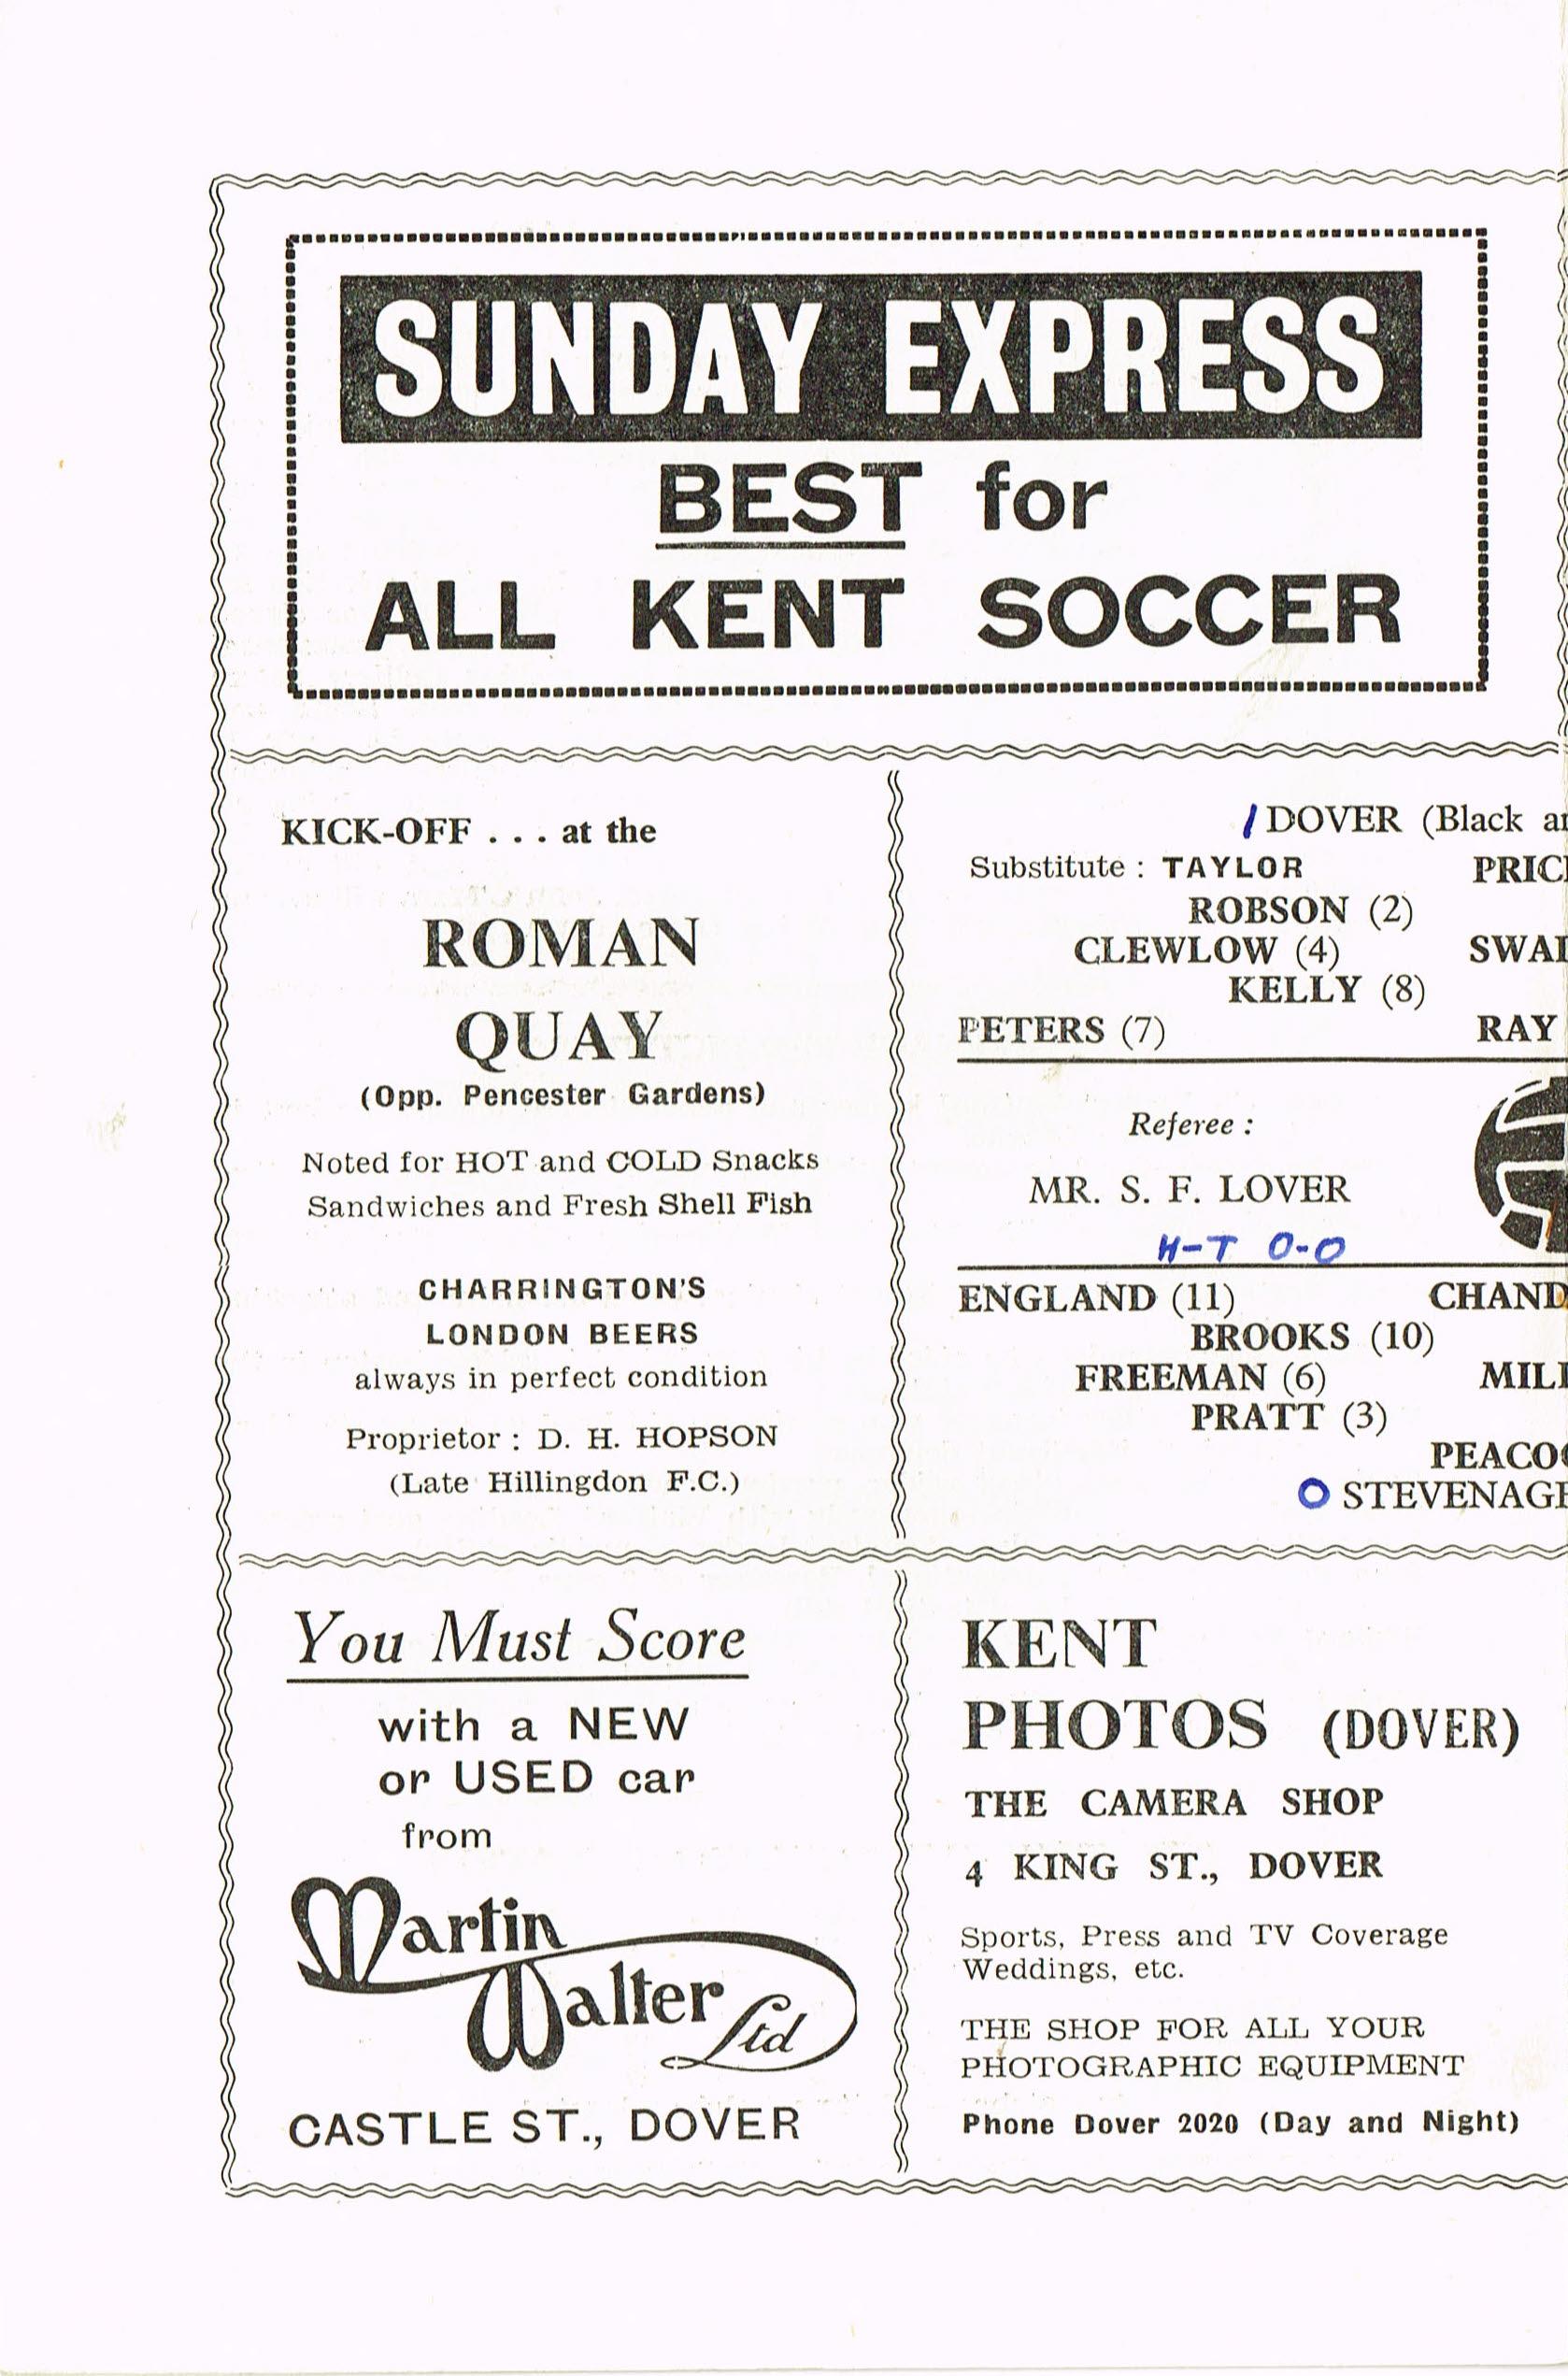 SUNDAY EXPRESS
BEST for
ALL KENT SOCCER
KICK-OFF . . . at the
ROMAN
QUAY
(Opp. Pencester Gardens)
Noted for HOT and COLD Snacks
Sandwiches and Fresh Shell Fish
CHARRINGTON'S
LONDON BEERS
always in perfect condition
Proprietor : D. H. HOPSON
(Late Hillingdon F.C.)
1 DOVER (Black
Substitute : TAYLOR
ROBSON (2)
CLEWLOW (4)
KELLY (8)
PETERS (7) RAY
Referee :
MR. S. F. LOVER
H-T 0-0
ENGLAND (11)
BROOKS (10)
FREEMAN (6)
PRATT (3)
0 STEVENAGE
You Must Score
with a NEW
or USED car
from
Martin
Walter Ltd
CASTLE ST., DOVER
KENT
PHOTOS (DOVER)
THE CAMERA SHOP
4 KING ST., DOVER
Sports, Press and TV Coverage
Weddings, etc.
THE SHOP FOR ALL YOUR
PHOTOGRAPHIC EQUIPMENT
Phone Dover 2020 (Day and Night)